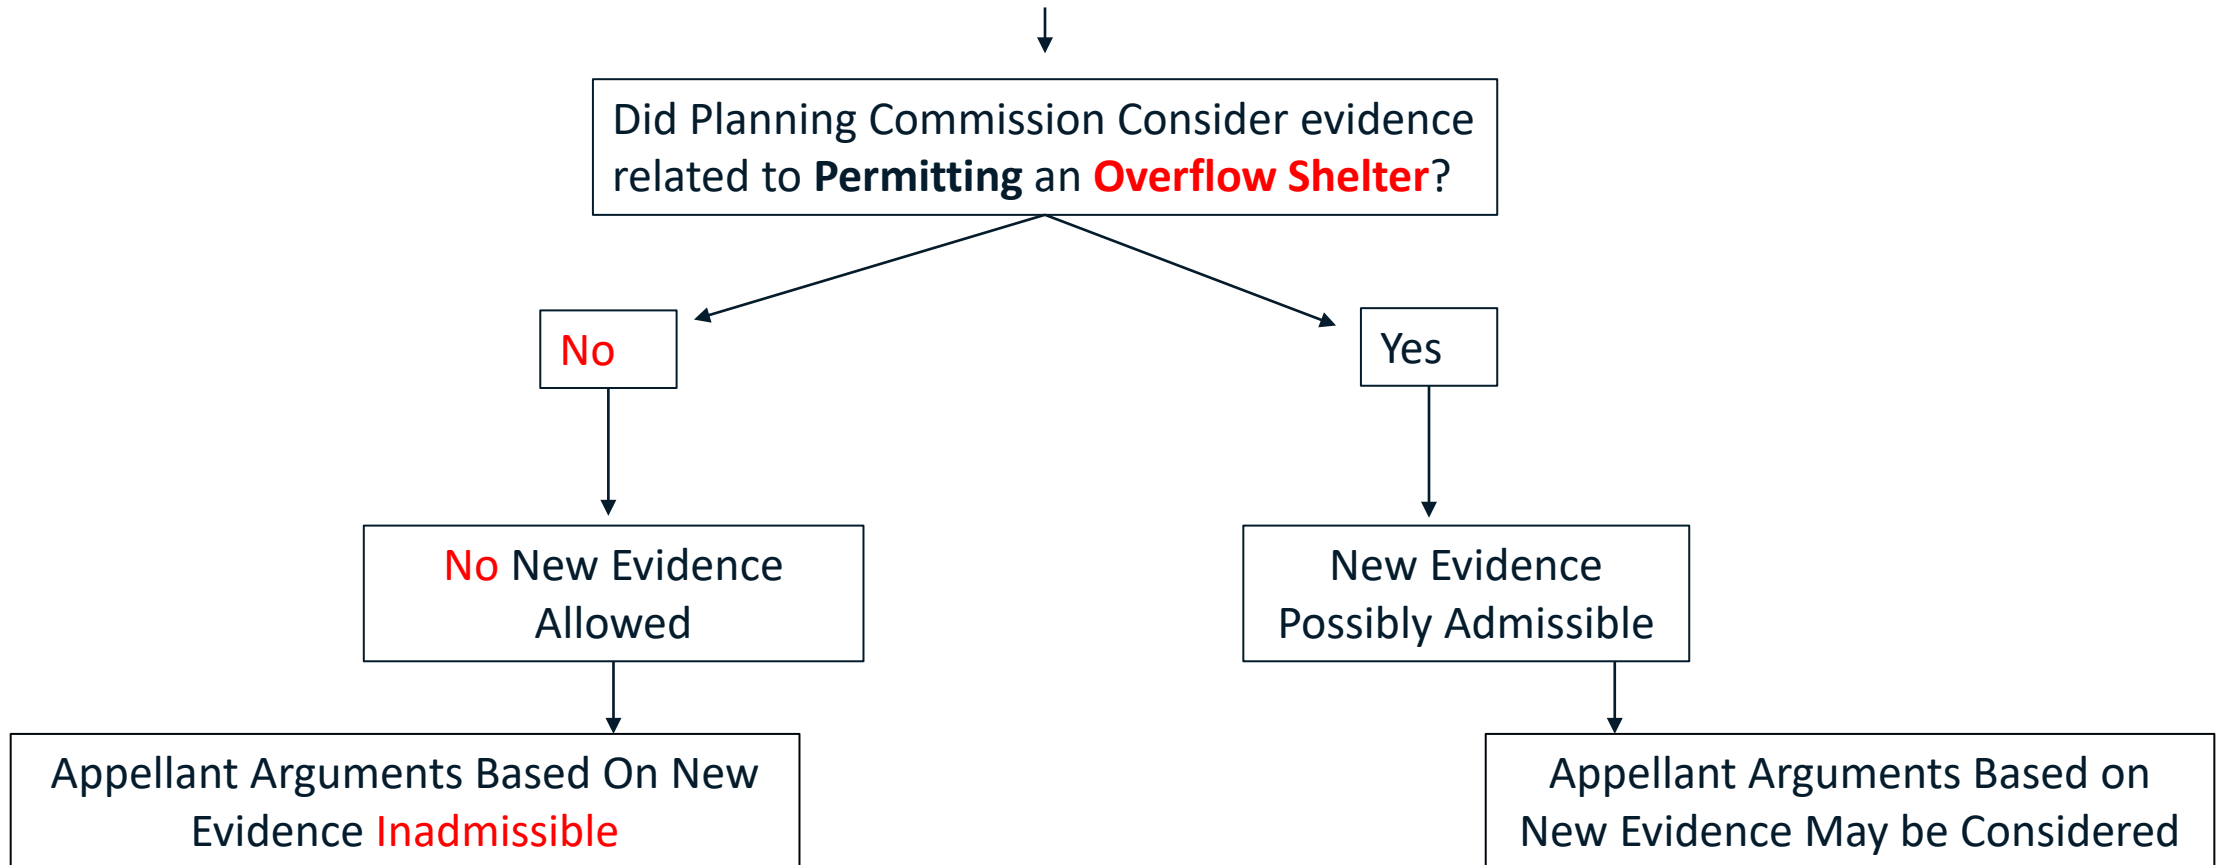 Did Planning Commission Consider evidence
related to Permitting an Overflow Shelter?
No
Yes
No New Evidence
Allowed
New Evidence
Possibly Admissible
Appellant Arguments Based On New
Evidence Inadmissible
Appellant Arguments Based on
New Evidence May be Considered